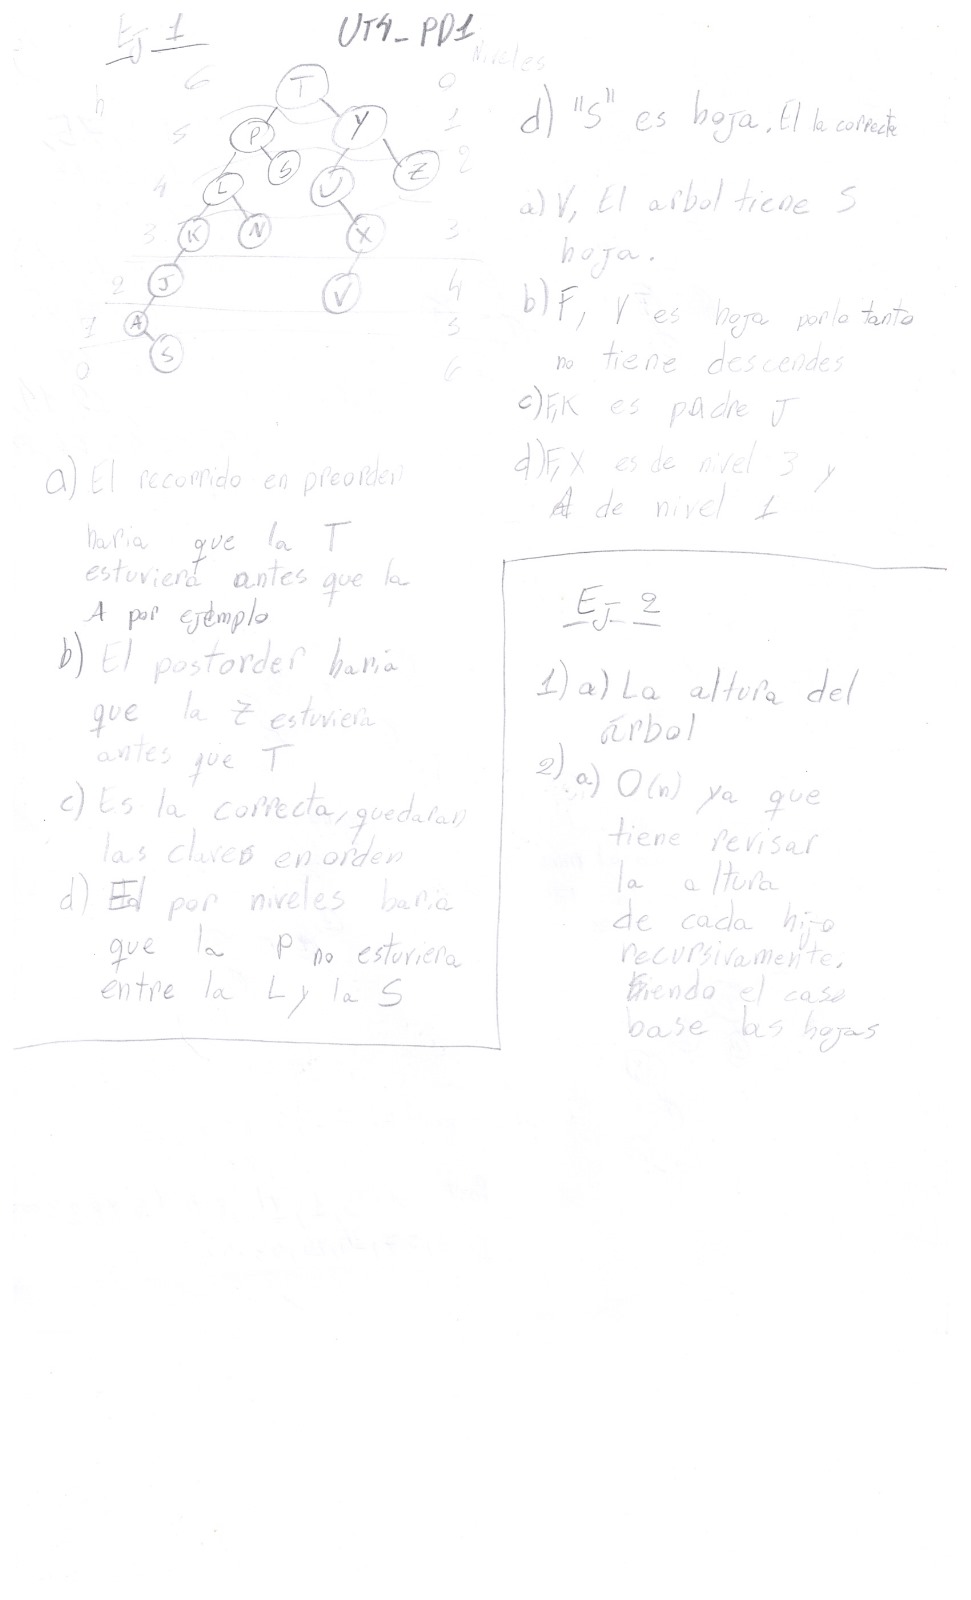 Ej 1
UT4_PD1
Niveles
h
6 T 0
5 P Y 1
4 L S U Z 2
3 K N X 3
2 J V 4
1 A 5
0 S 6
a) El recorrido en preorden
haria que la T
estuviera antes que la
A por ejemplo
b) El postorder haria
que la Z estuviera
antes que T
c) Es la correcta, quedaran
las claves en orden
d) El por niveles haria
que la P no estuviera
entre la L y la S
d) "S" es hoja. El la correcta
a) V, El arbol tiene 5
hoja.
b) F, V es hoja por lo tanto
no tiene descendes
c) F, K es padre J
d) F, X es de nivel 3 y
A de nivel 1
Ej 2
1) a) La altura del
árbol
2) a) O(n) ya que
tiene revisar
la altura
de cada hijo
recursivamente.
Siendo el caso
base las hojas